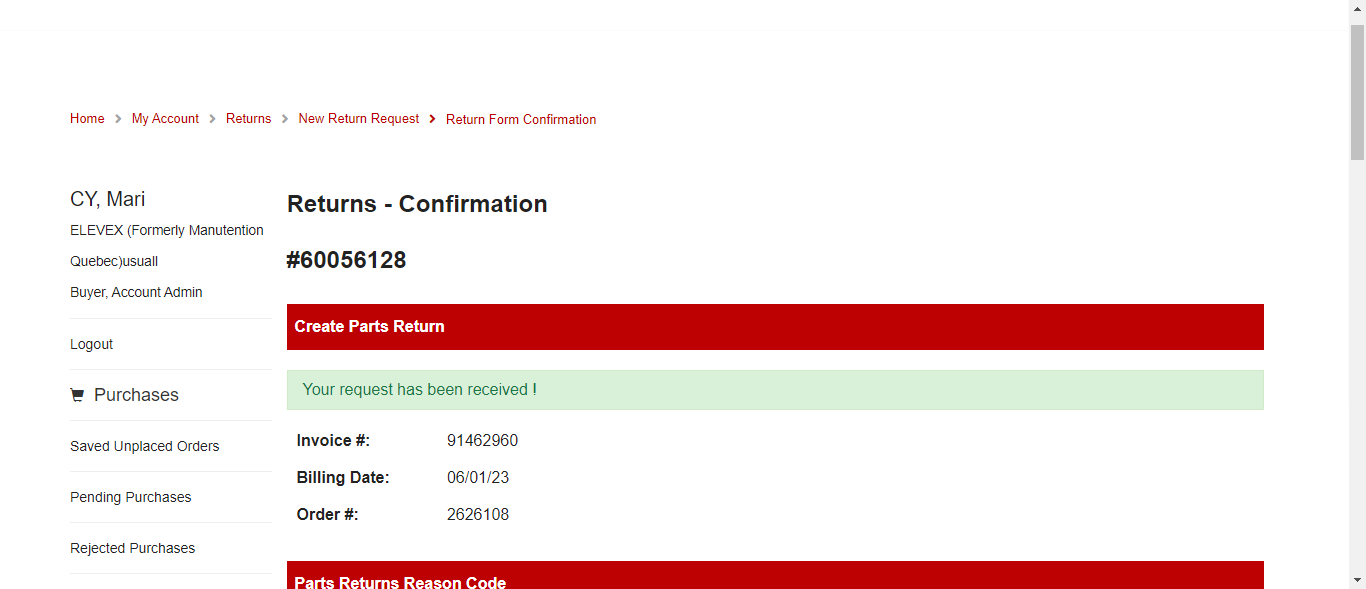 Home > My Account > Returns > New Return Request > Return Form Confirmation
CY, Mari
ELEVEX (Formerly Manutention
Quebec)usuall
Buyer, Account Admin
Logout
Purchases
Saved Unplaced Orders
Pending Purchases
Rejected Purchases
Returns - Confirmation
#60056128
Create Parts Return
Your request has been received !
Invoice #: 91462960
Billing Date: 06/01/23
Order #: 2626108
Parts Returns Reason Code